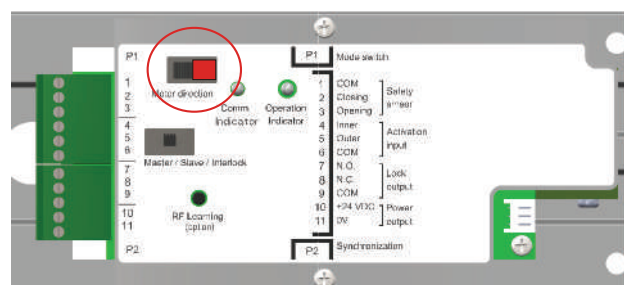 P1
Motor direction
1
2
3
4
5
6
7
8
9
10
11
P2
Comm.
Indicator
Operation
Indicator
Master / Slave / Interlock
RF Learning
(option)
P1 Mode switch
1 COM
2 Closing
3 Opening
Safety
sensor
4 Inner
5 Outer
6 COM
Activation
input
7 N.O.
8 N.C.
9 COM
Lock
output
10 +24 VDC
11 0V
Power
output
P2 Synchronization